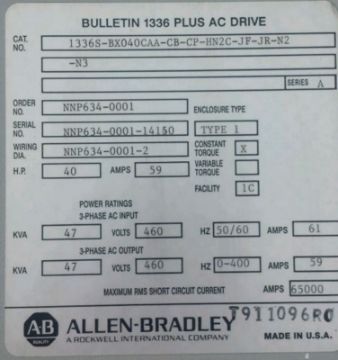 BULLETIN 1336 PLUS AC DRIVE
CAT. NO. 1336S-BX040CAA-CB-CP-HN2C-JF-JR-N2
-N3
SERIES A
ORDER NO. NNP634-0001 ENCLOSURE TYPE
SERIAL NO. NNP634-0001-14150 TYPE 1
WIRING DIA. NNP634-0001-2 CONSTANT TORQUE X
H.P. 40 AMPS 59 VARIABLE TORQUE
FACILITY 1C
POWER RATINGS
3-PHASE AC INPUT
KVA 47 VOLTS 460 HZ 50/60 AMPS 61
3-PHASE AC OUTPUT
KVA 47 VOLTS 460 HZ 0-400 AMPS 59
MAXIMUM RMS SHORT CIRCUIT CURRENT AMPS 65000
A-B QUALITY ALLEN-BRADLEY
A ROCKWELL INTERNATIONAL COMPANY
MADE IN U.S.A.